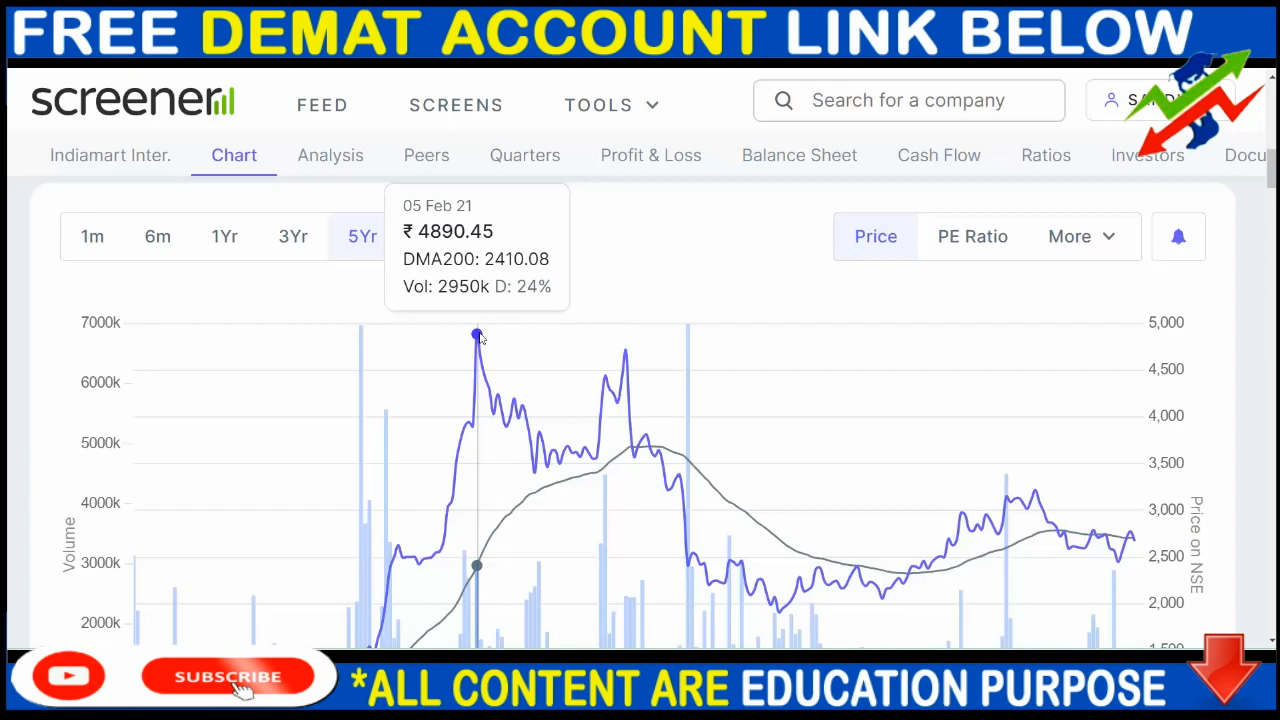 FREE DEMAT ACCOUNT LINK BELOW
screener
FEED SCREENS TOOLS
Search for a company
Indiamart Inter. Chart Analysis Peers Quarters Profit & Loss Balance Sheet Cash Flow Ratios Investors Docu
05 Feb 21
₹ 4890.45
DMA200: 2410.08
Vol: 2950k D: 24%
1m 6m 1Yr 3Yr 5Yr
Price PE Ratio More
7000k 5,000
6000k 4,500
4,000
5000k 3,500
4000k 3,000
3000k 2,500
2000k 2,000
1,500
Volume
Price on NSE
SUBSCRIBE
*ALL CONTENT ARE EDUCATION PURPOSE